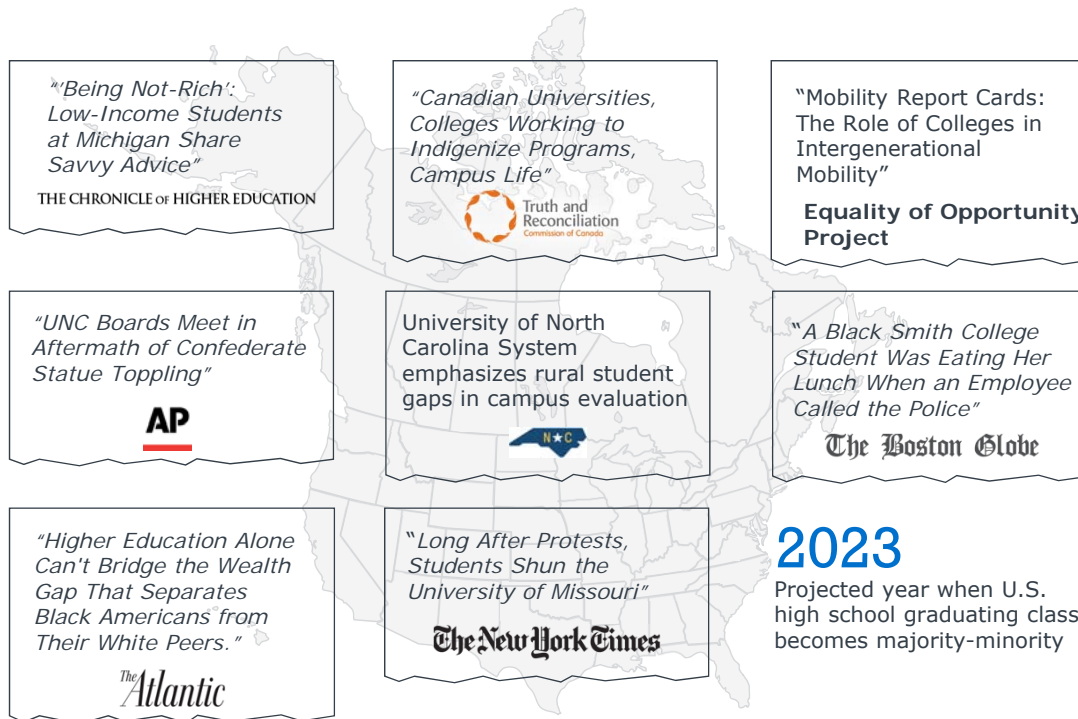 "'Being Not-Rich':
Low-Income Students
at Michigan Share
Savvy Advice"
THE CHRONICLE OF HIGHER EDUCATION
"Canadian Universities,
Colleges Working to
Indigenize Programs,
Campus Life"
Truth and
Reconciliation
Commission of Canada
"Mobility Report Cards:
The Role of Colleges in
Intergenerational
Mobility"
Equality of Opportunity
Project
"UNC Boards Meet in
Aftermath of Confederate
Statue Toppling"
AP
University of North
Carolina System
emphasizes rural student
gaps in campus evaluation
N★C
"A Black Smith College
Student Was Eating Her
Lunch When an Employee
Called the Police"
The Boston Globe
"Higher Education Alone
Can't Bridge the Wealth
Gap That Separates
Black Americans from
Their White Peers."
The Atlantic
"Long After Protests,
Students Shun the
University of Missouri"
The New York Times
2023
Projected year when U.S.
high school graduating class
becomes majority-minority